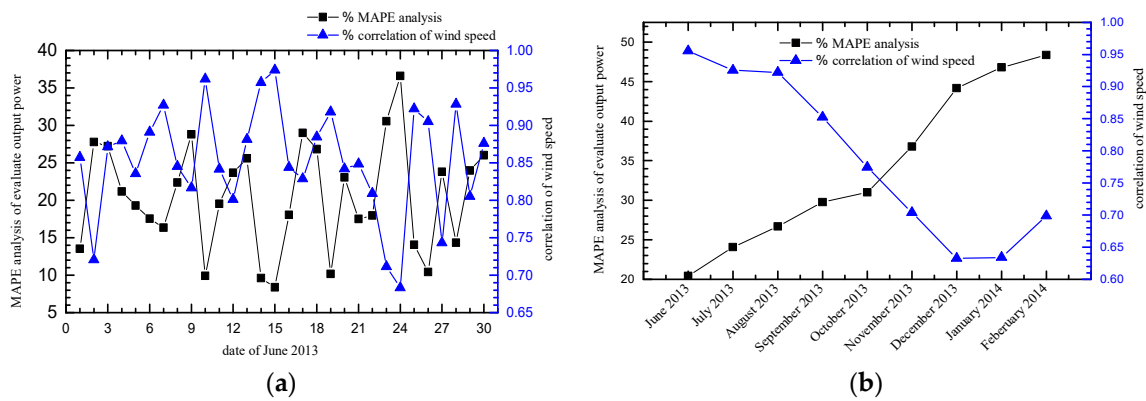 % MAPE analysis
% correlation of wind speed
MAPE analysis of evaluate output power
40
35
30
25
20
15
10
5
1.00
0.95
0.90
0.85
0.80
0.75
0.70
0.65
correlation of wind speed
0 3 6 9 12 15 18 21 24 27 30
date of June 2013
(a)
% MAPE analysis
% correlation of wind speed
MAPE analysis of evaluate output power
50
45
40
35
30
25
20
1.00
0.95
0.90
0.85
0.80
0.75
0.70
0.65
0.60
correlation of wind speed
June 2013
July 2013
August 2013
September 2013
October 2013
November 2013
December 2013
January 2014
February 2014
(b)